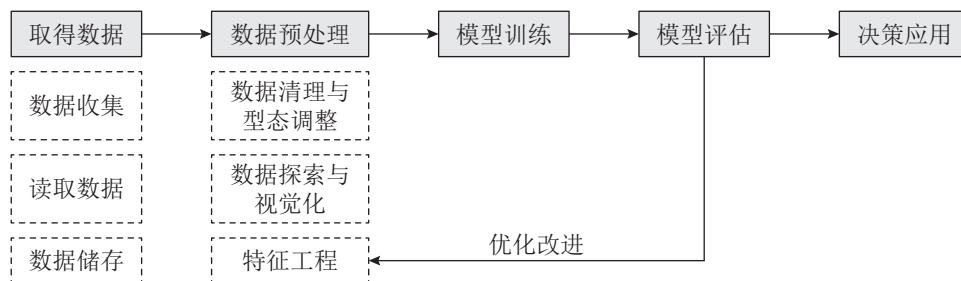 取得数据
数据预处理
模型训练
模型评估
决策应用
数据收集
数据清理与
型态调整
读取数据
数据探索与
视觉化
数据储存
特征工程
优化改进